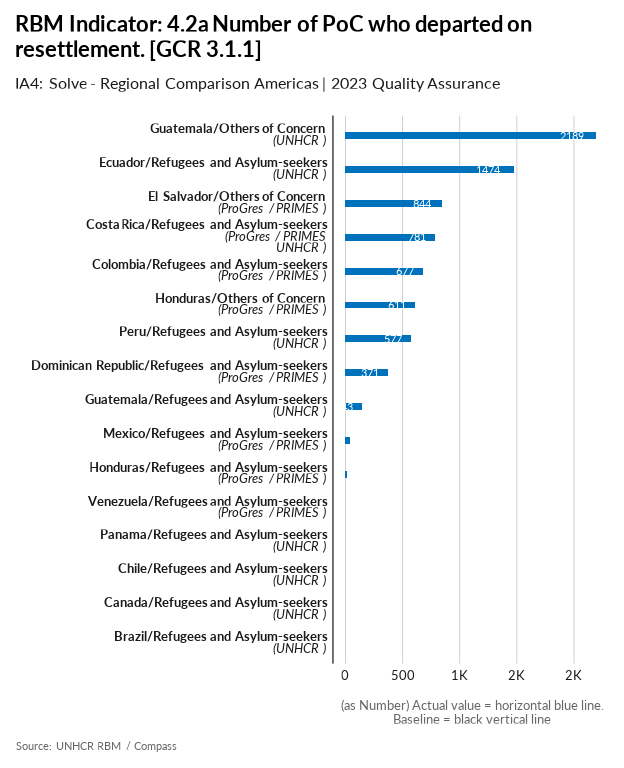 RBM Indicator: 4.2a Number of PoC who departed on
resettlement. [GCR 3.1.1]
IA4: Solve - Regional Comparison Americas | 2023 Quality Assurance
Guatemala/Others of Concern
(UNHCR )
2189
Ecuador/Refugees and Asylum-seekers
(UNHCR )
1474
El Salvador/Others of Concern
(ProGres / PRIMES )
844
Costa Rica/Refugees and Asylum-seekers
(ProGres / PRIMES
UNHCR )
781
Colombia/Refugees and Asylum-seekers
(ProGres / PRIMES )
677
Honduras/Others of Concern
(ProGres / PRIMES )
611
Peru/Refugees and Asylum-seekers
(UNHCR )
577
Dominican Republic/Refugees and Asylum-seekers
(ProGres / PRIMES )
371
Guatemala/Refugees and Asylum-seekers
(UNHCR )
Mexico/Refugees and Asylum-seekers
(ProGres / PRIMES )
Honduras/Refugees and Asylum-seekers
(ProGres / PRIMES )
Venezuela/Refugees and Asylum-seekers
(ProGres / PRIMES )
Panama/Refugees and Asylum-seekers
(UNHCR )
Chile/Refugees and Asylum-seekers
(UNHCR )
Canada/Refugees and Asylum-seekers
(UNHCR )
Brazil/Refugees and Asylum-seekers
(UNHCR )
0 500 1K 2K 2K
(as Number) Actual value = horizontal blue line.
Baseline = black vertical line
Source: UNHCR RBM / Compass